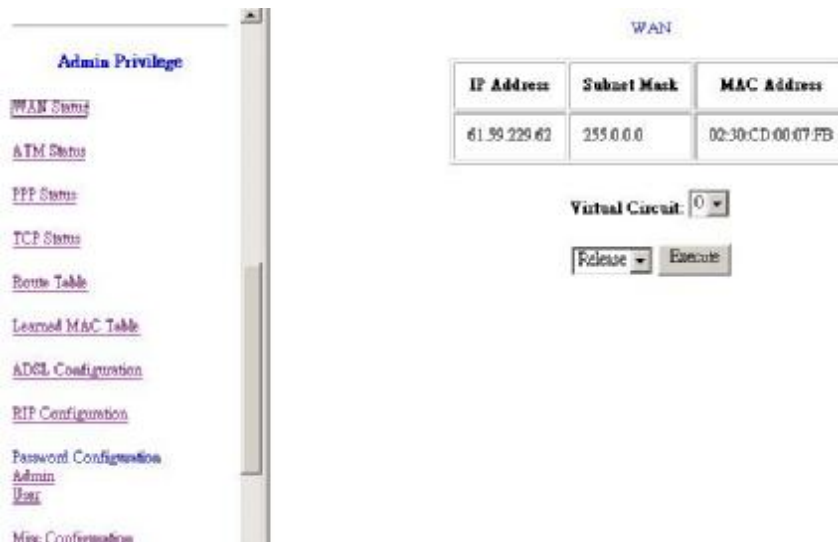 Admin Privilege
WAN Status
ATM Status
PPP Status
TCP Status
Route Table
Learned MAC Table
ADSL Configuration
RIP Configuration
Password Configuration
Admin
User
Misc Configuration
WAN
IP Address Subnet Mask MAC Address
61.59.229.62 255.0.0.0 02:30:CD:00:07:FB
Virtual Circuit: 0
Release Execute